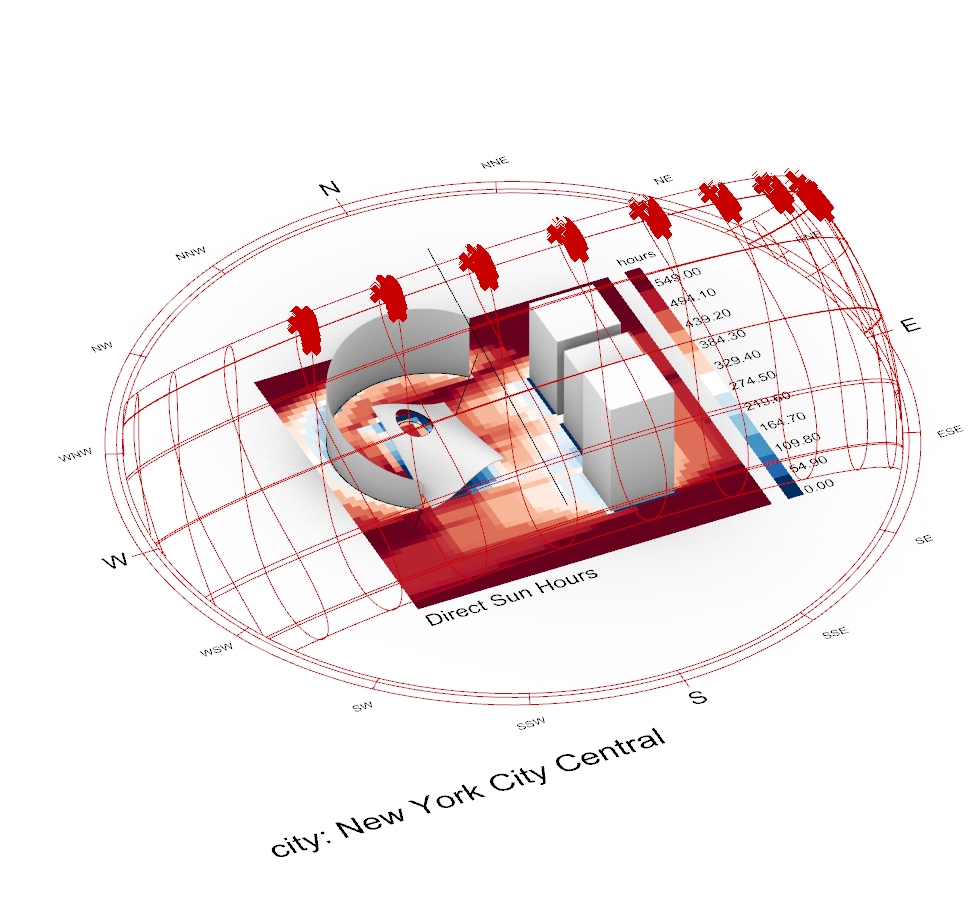 NNE
NE
N
NNW
ENE
hours
549.00
494.10
439.20
384.30
329.40
274.50
219.60
164.70
109.80
54.90
0.00
E
NW
ESE
WNW
W
SE
Direct Sun Hours
SSE
WSW
S
SW
SSW
city: New York City Central